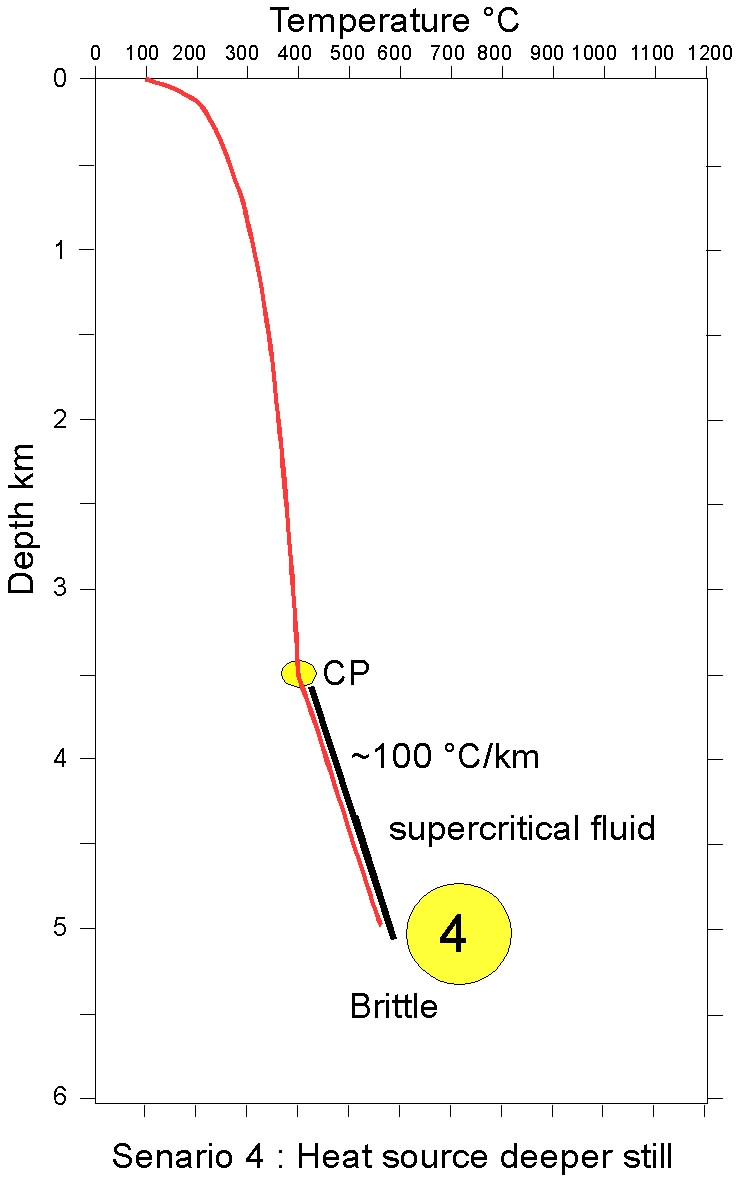 Temperature °C
0 100 200 300 400 500 600 700 800 900 1000 1100 1200
0
1
2
3
4
5
6
Depth km
CP
~100 °C/km
supercritical fluid
4
Brittle
Senario 4 : Heat source deeper still